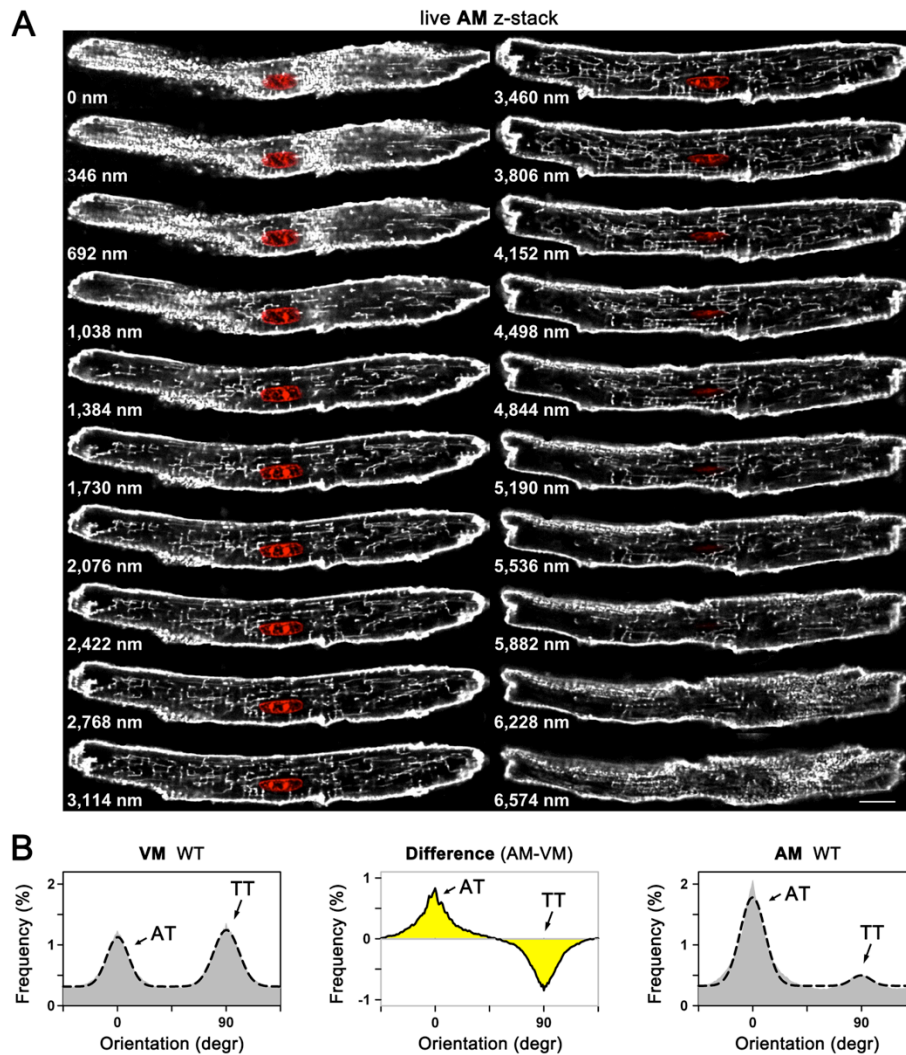 A
live AM z-stack
0 nm
346 nm
692 nm
1,038 nm
1,384 nm
1,730 nm
2,076 nm
2,422 nm
2,768 nm
3,114 nm
3,460 nm
3,806 nm
4,152 nm
4,498 nm
4,844 nm
5,190 nm
5,536 nm
5,882 nm
6,228 nm
6,574 nm
B
VM WT
Frequency (%)
2
1
0
AT
TT
0
90
Orientation (degr)
Difference (AM-VM)
Frequency (%)
1
0
-1
AT
TT
0
90
Orientation (degr)
AM WT
Frequency (%)
2
1
0
AT
TT
0
90
Orientation (degr)